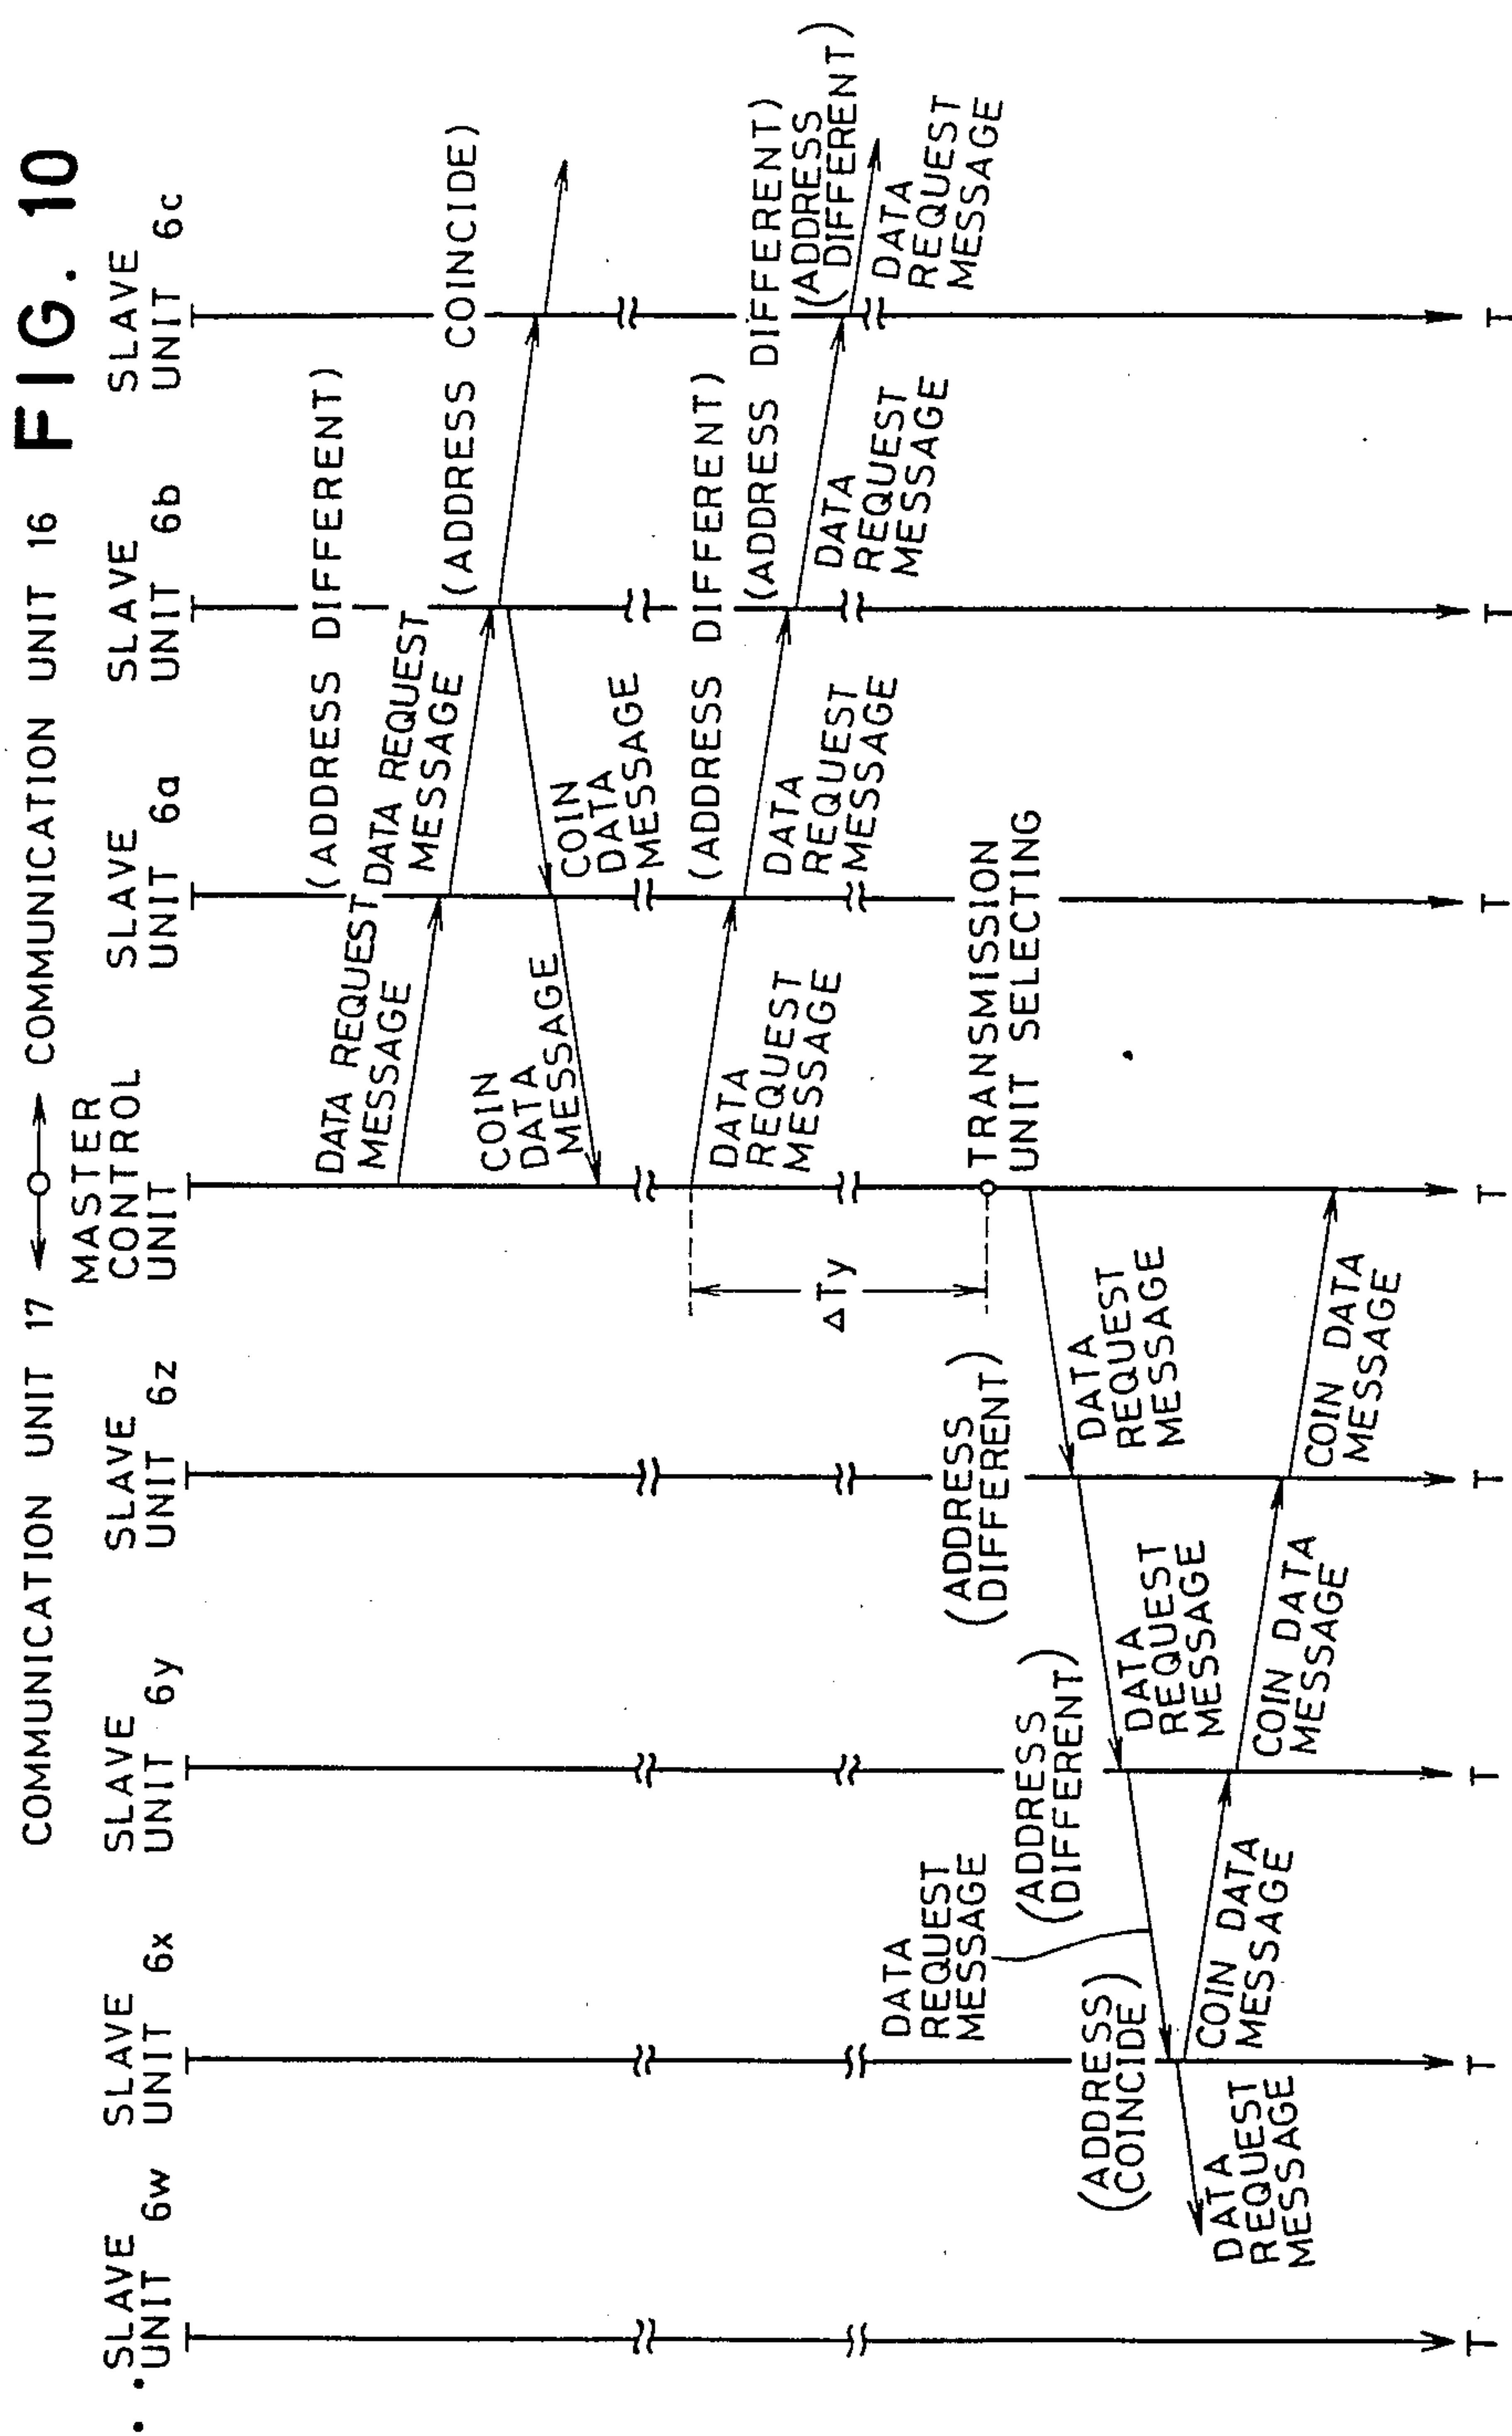 FIG. 10
COMMUNICATION UNIT 17
COMMUNICATION UNIT 16
SLAVE
UNIT 6w
SLAVE
UNIT 6x
SLAVE
UNIT 6y
SLAVE
UNIT 6z
MASTER
CONTROL
UNIT
SLAVE
UNIT 6a
SLAVE
UNIT 6b
SLAVE
UNIT 6c
DATA REQUEST
MESSAGE
(ADDRESS DIFFERENT)
DATA REQUEST
MESSAGE
(ADDRESS COINCIDE)
COIN
DATA
MESSAGE
COIN
DATA
MESSAGE
DATA
REQUEST
MESSAGE
(ADDRESS DIFFERENT)
DATA
REQUEST
MESSAGE
(ADDRESS DIFFERENT)
DATA
REQUEST
MESSAGE
(ADDRESS
DIFFERENT)
DATA
REQUEST
MESSAGE
ΔTy
TRANSMISSION
UNIT SELECTING
DATA
REQUEST
MESSAGE
(ADDRESS
DIFFERENT)
DATA
REQUEST
MESSAGE
(ADDRESS
DIFFERENT)
DATA
REQUEST
MESSAGE
(ADDRESS
COINCIDE)
DATA
REQUEST
MESSAGE
COIN DATA
MESSAGE
COIN DATA
MESSAGE
COIN DATA
MESSAGE
T
T
T
T
T
T
T
T